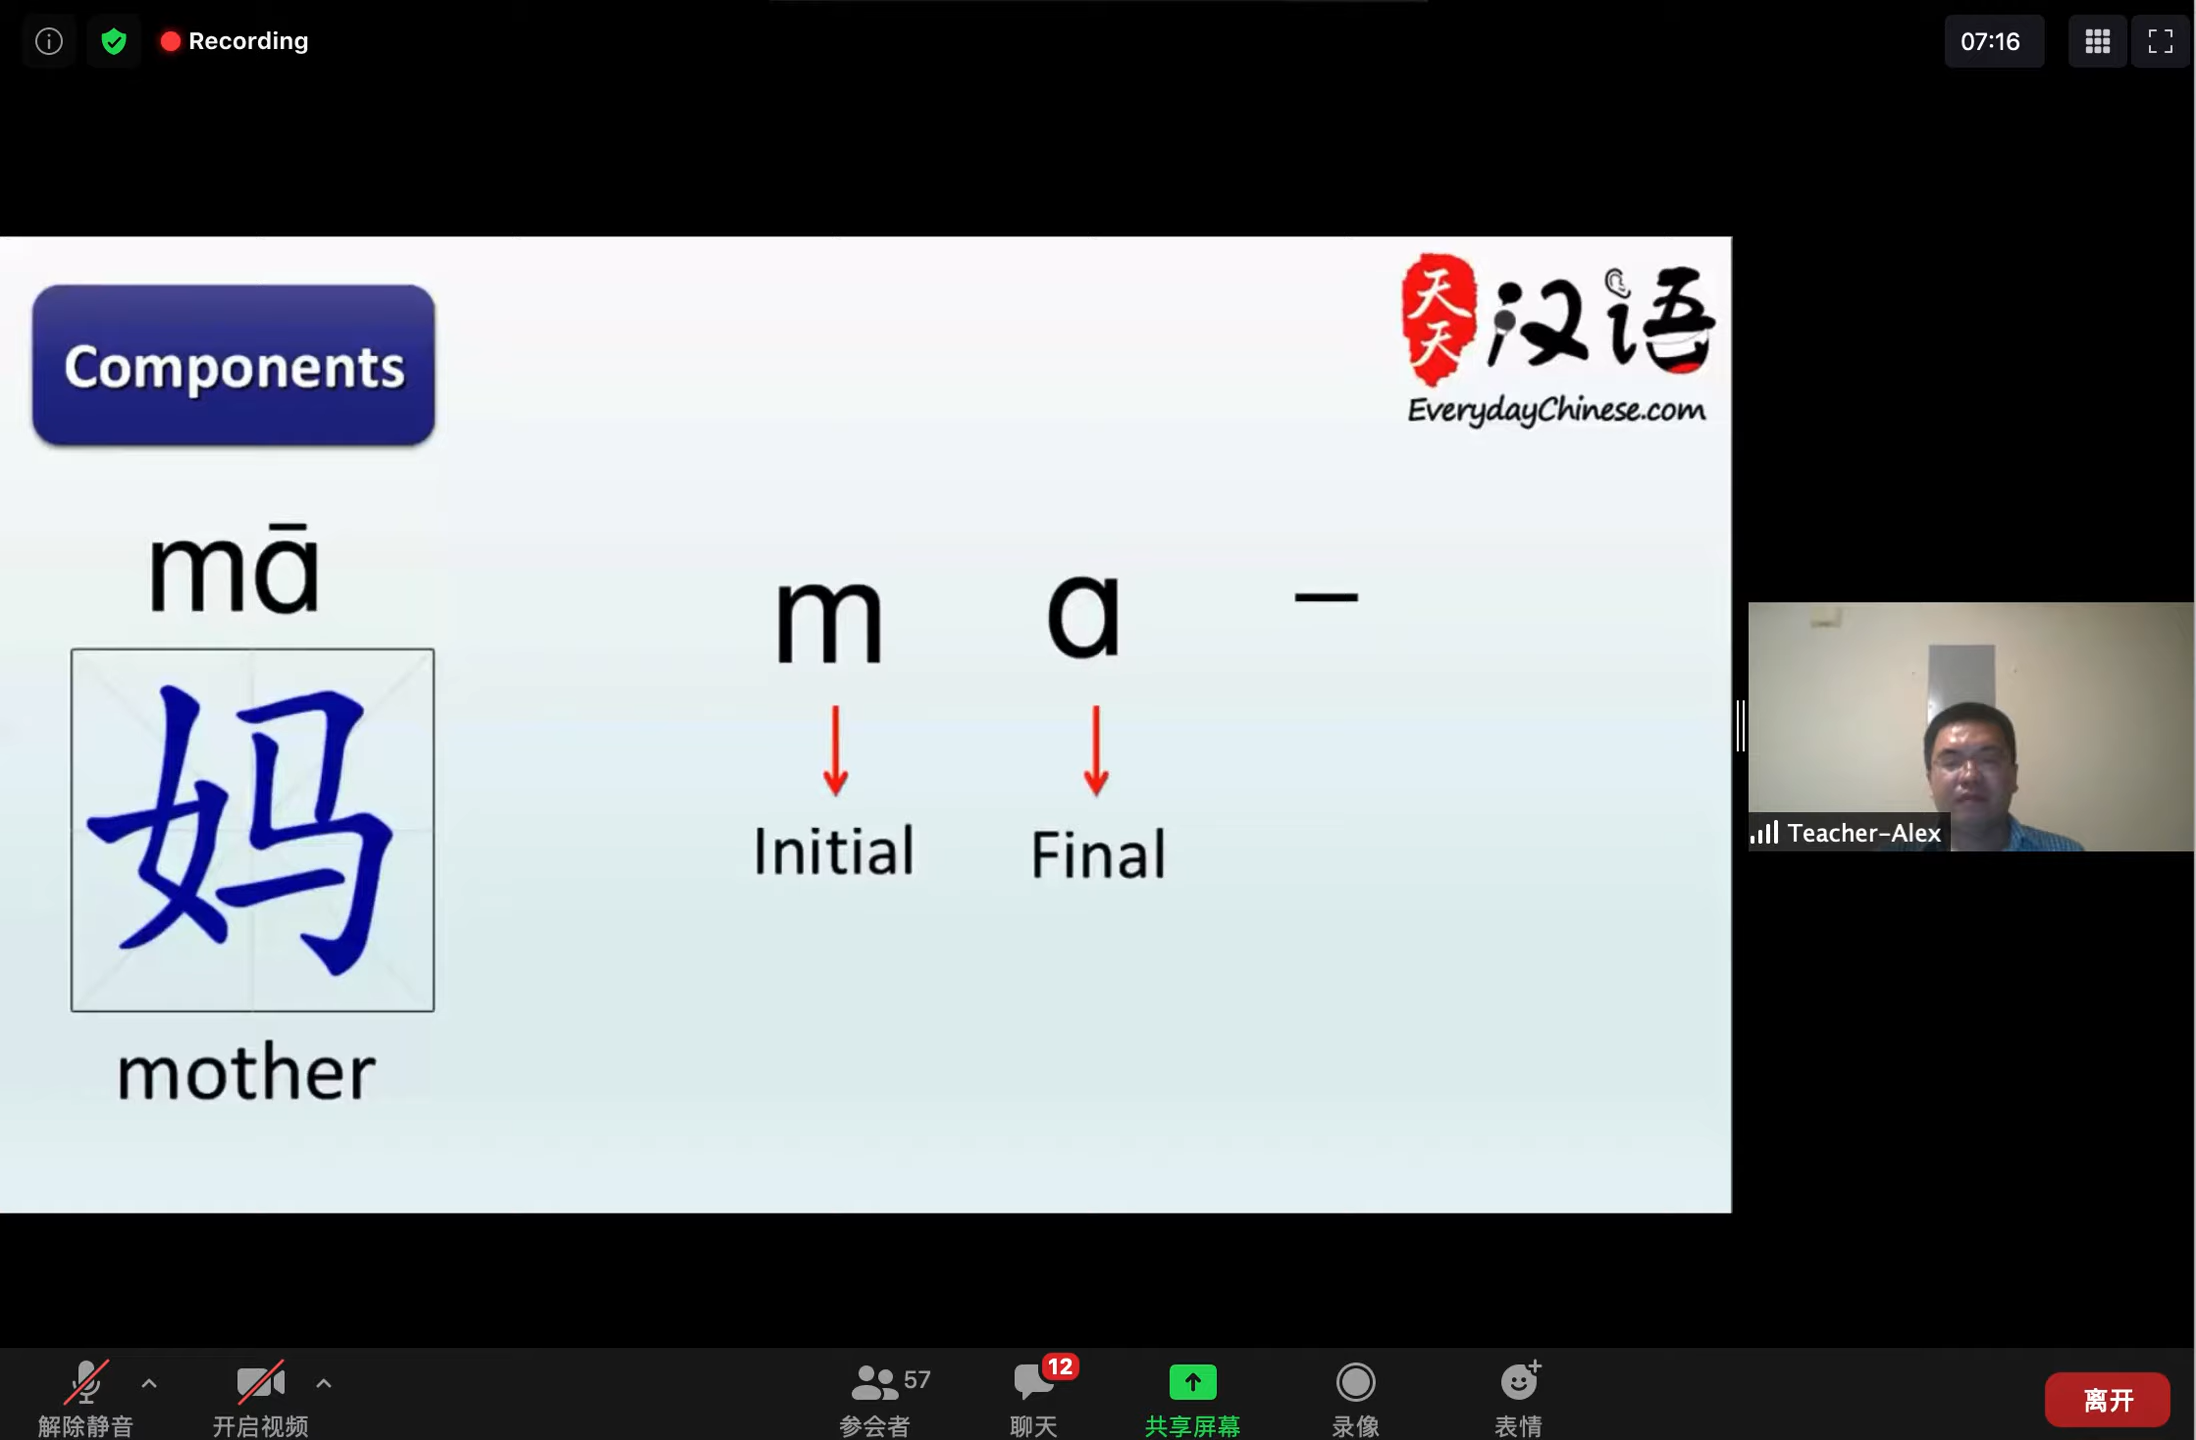 Recording
07:16
Components
天天汉语
EverydayChinese.com
mā
妈
mother
m a ˉ
Initial Final
Teacher-Alex
57
12
解除静音 开启视频 参会者 聊天 共享屏幕 录像 表情 离开